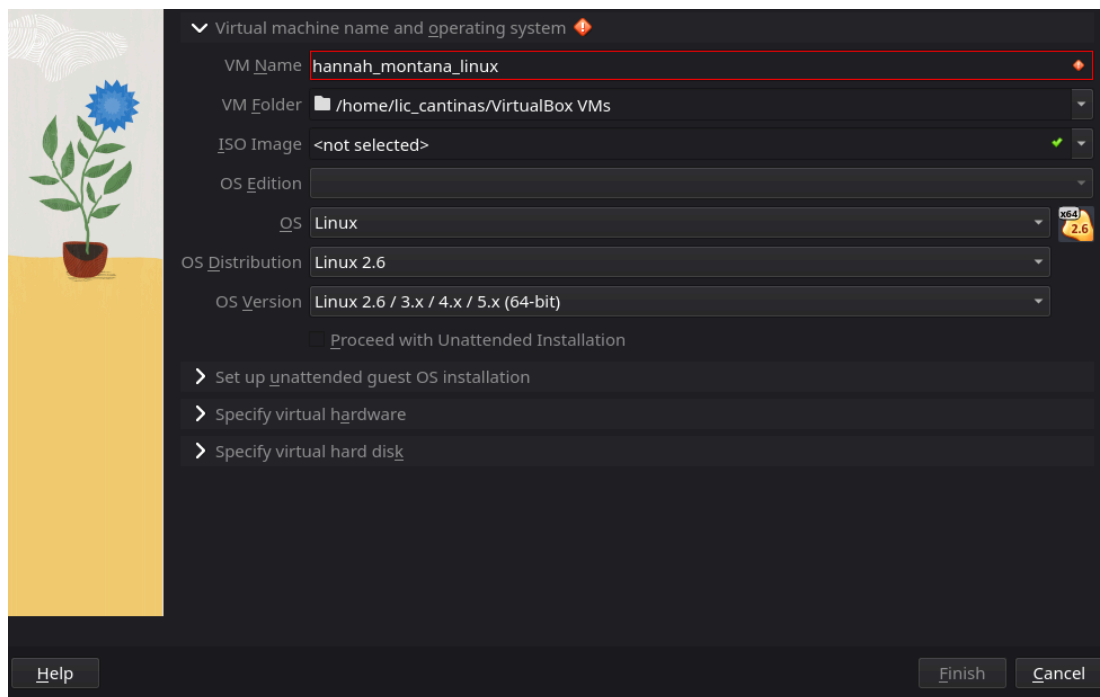 Virtual machine name and operating system
VM Name hannah_montana_linux
VM Folder /home/lic_cantinas/VirtualBox VMs
ISO Image <not selected>
OS Edition
OS Linux x64 2.6
OS Distribution Linux 2.6
OS Version Linux 2.6 / 3.x / 4.x / 5.x (64-bit)
Proceed with Unattended Installation
Set up unattended guest OS installation
Specify virtual hardware
Specify virtual hard disk
Help Finish Cancel